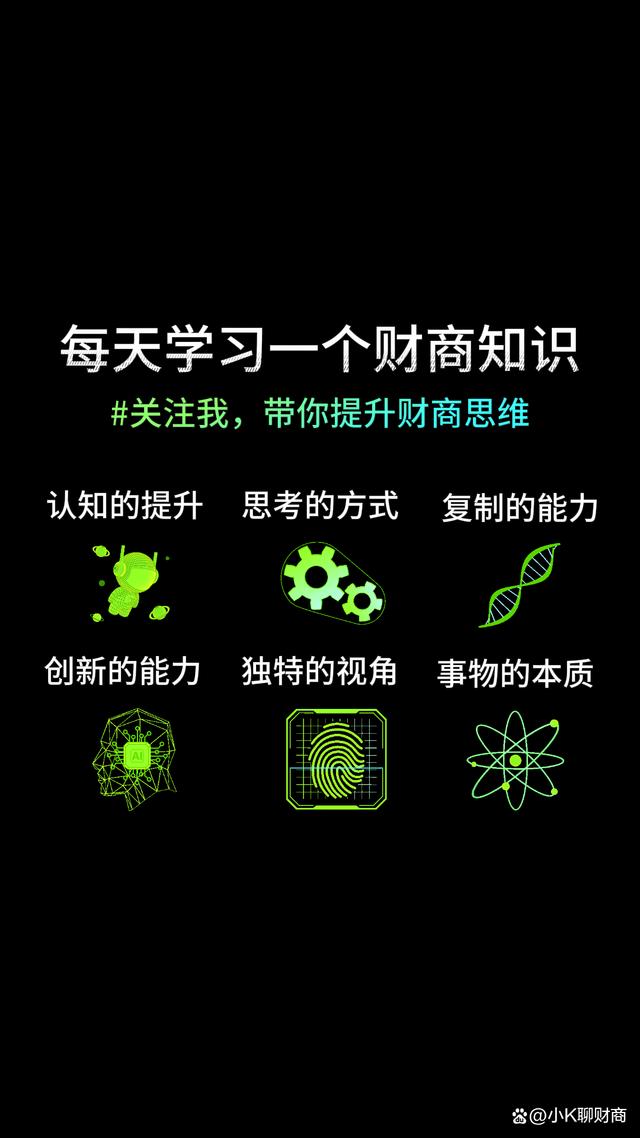 每天学习一个财商知识
#关注我，带你提升财商思维
认知的提升 思考的方式 复制的能力
创新的能力 独特的视角 事物的本质
AI
@小K聊财商